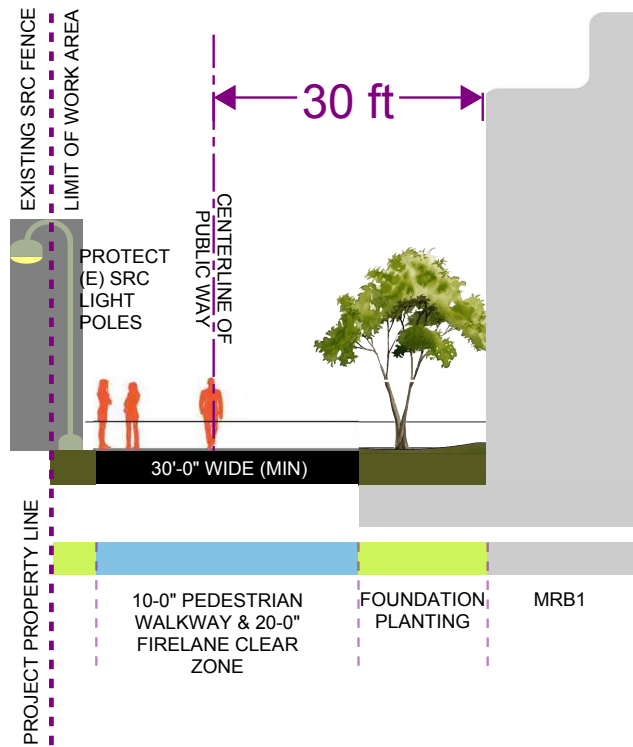 EXISTING SRC FENCE
LIMIT OF WORK AREA
30 ft
CENTERLINE OF
PUBLIC WAY
PROTECT
(E) SRC
LIGHT
POLES
30'-0" WIDE (MIN)
PROJECT PROPERTY LINE
10-0" PEDESTRIAN
WALKWAY & 20-0"
FIRELANE CLEAR
ZONE
FOUNDATION
PLANTING
MRB1